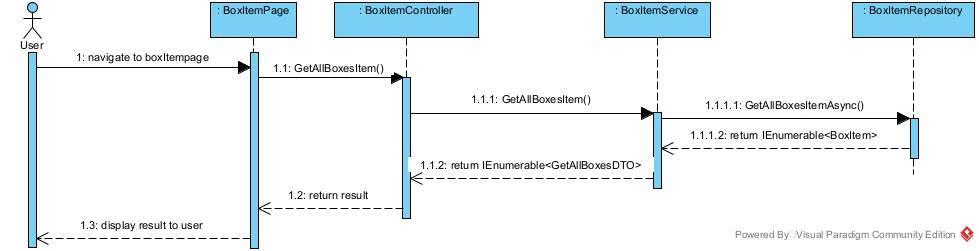 : BoxItemPage
: BoxItemController
: BoxItemService
: BoxItemRepository
User
1: navigate to boxItempage
1.1: GetAllBoxesItem()
1.1.1: GetAllBoxesItem()
1.1.1.1: GetAllBoxesItemAsync()
1.1.1.2: return IEnumerable<BoxItem>
1.1.2: return IEnumerable<GetAllBoxesDTO>
1.2: return result
1.3: display result to user
Powered By Visual Paradigm Community Edition